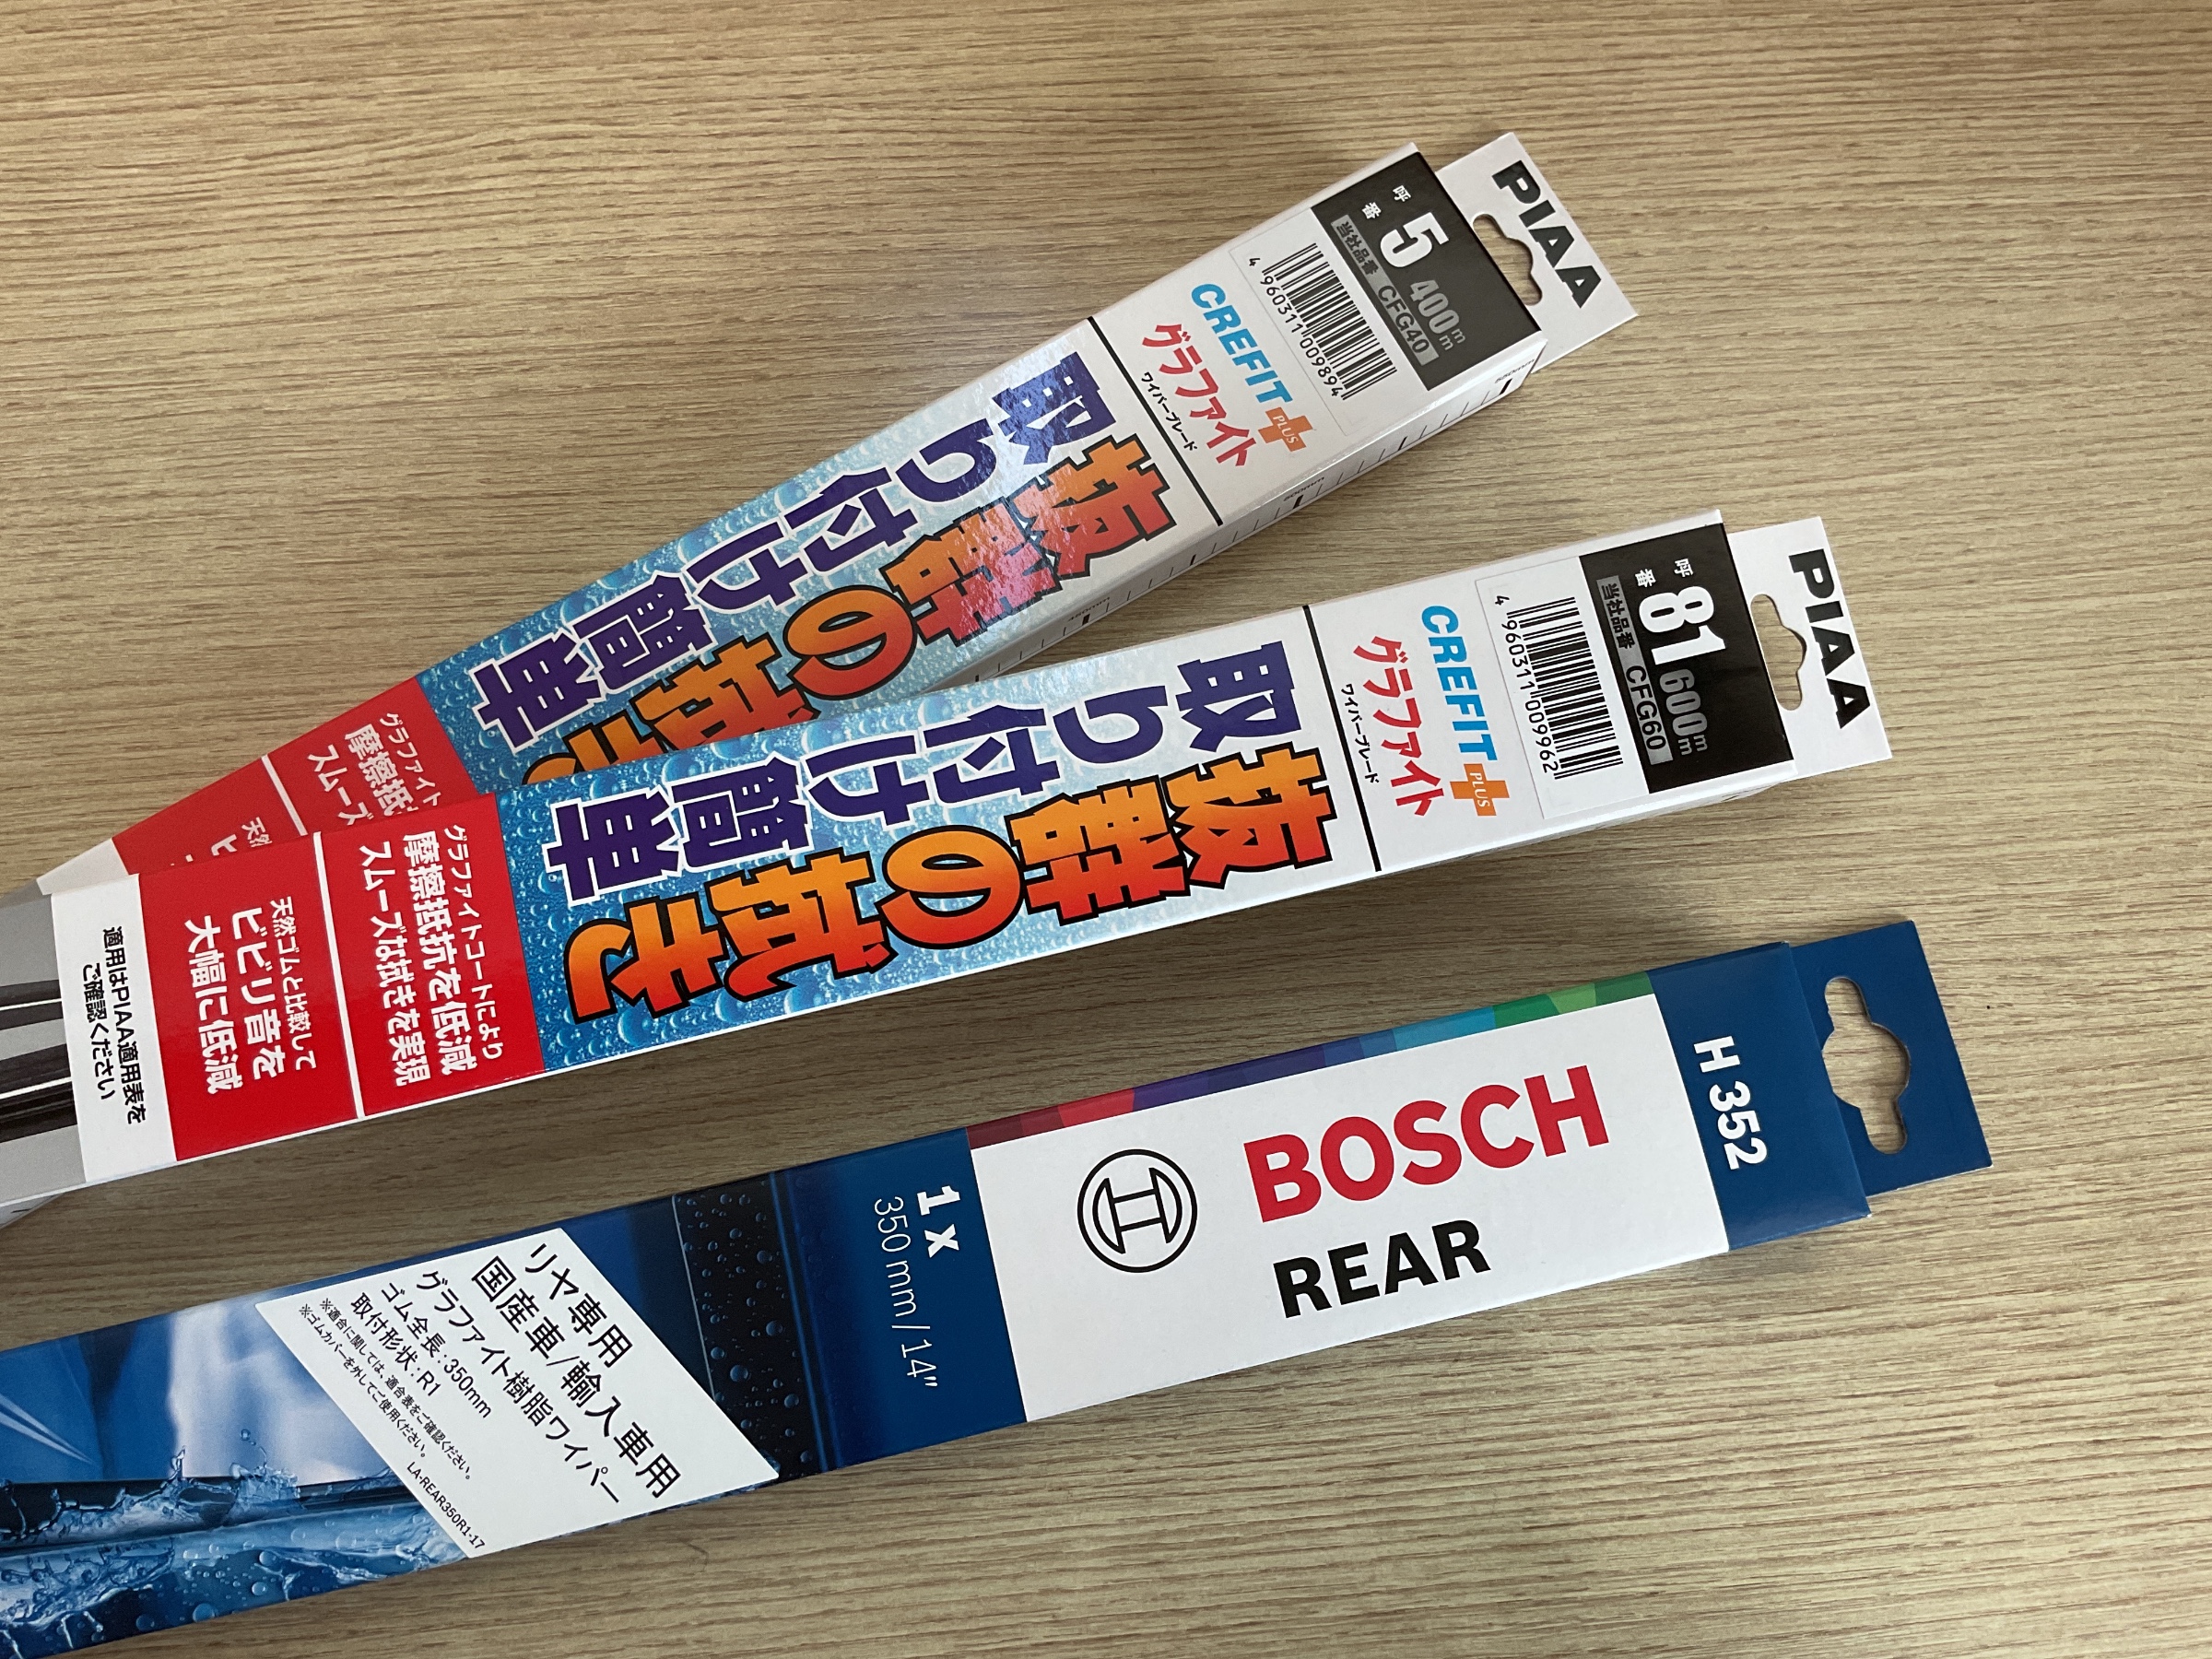 PIAA
呼番 5 400mm
当社品番 CFG40
4 960311 009894
CREFIT PLUS
グラファイト
ワイパーブレード
抜群の拭き
取り付け簡単
グラファイト
摩擦抵
スムーズ
天然
ビ
PIAA
呼番 81 600mm
当社品番 CFG60
4 960311 009962
CREFIT PLUS
グラファイト
ワイパーブレード
抜群の拭き
取り付け簡単
グラファイトコートにより
摩擦抵抗を低減
スムーズな拭きを実現
天然ゴムと比較して
ビビリ音を
大幅に低減
適用はPIAA適用表を
ご確認ください
H 352
BOSCH
REAR
1x
350 mm / 14"
リヤ専用
国産車/輸入車用
グラファイト樹脂ワイパー
ゴム全長:350mm
取付形状:R1
※適合に関しては、適合表をご確認ください。
※ゴムカバーを外してご使用ください。
LA-REAR350R1-17